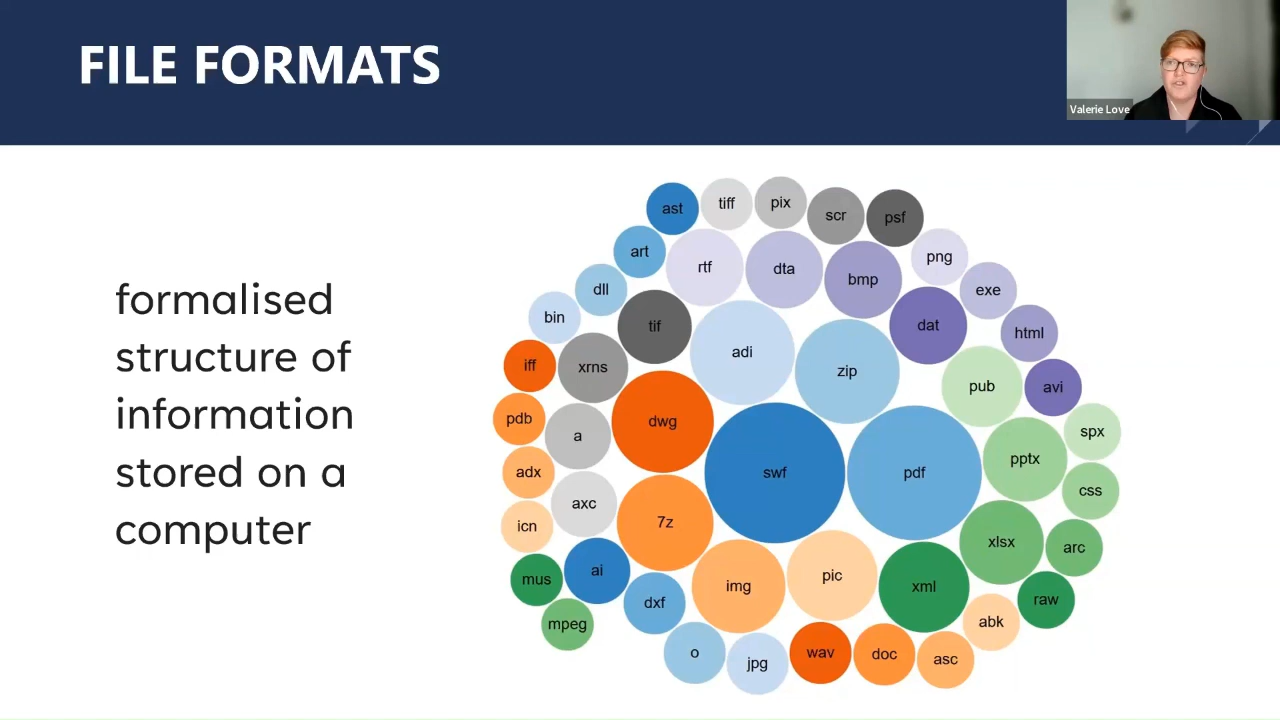 FILE FORMATS
Valerie Love
formalised
structure of
information
stored on a
computer
ast
tiff
pix
scr
psf
art
rtf
dta
bmp
png
dll
exe
bin
tif
adi
zip
dat
html
iff
xrns
pub
avi
pdb
a
dwg
swf
pdf
pptx
spx
adx
axc
css
icn
7z
xlsx
arc
mus
ai
img
pic
xml
raw
mpeg
dxf
abk
o
jpg
wav
doc
asc